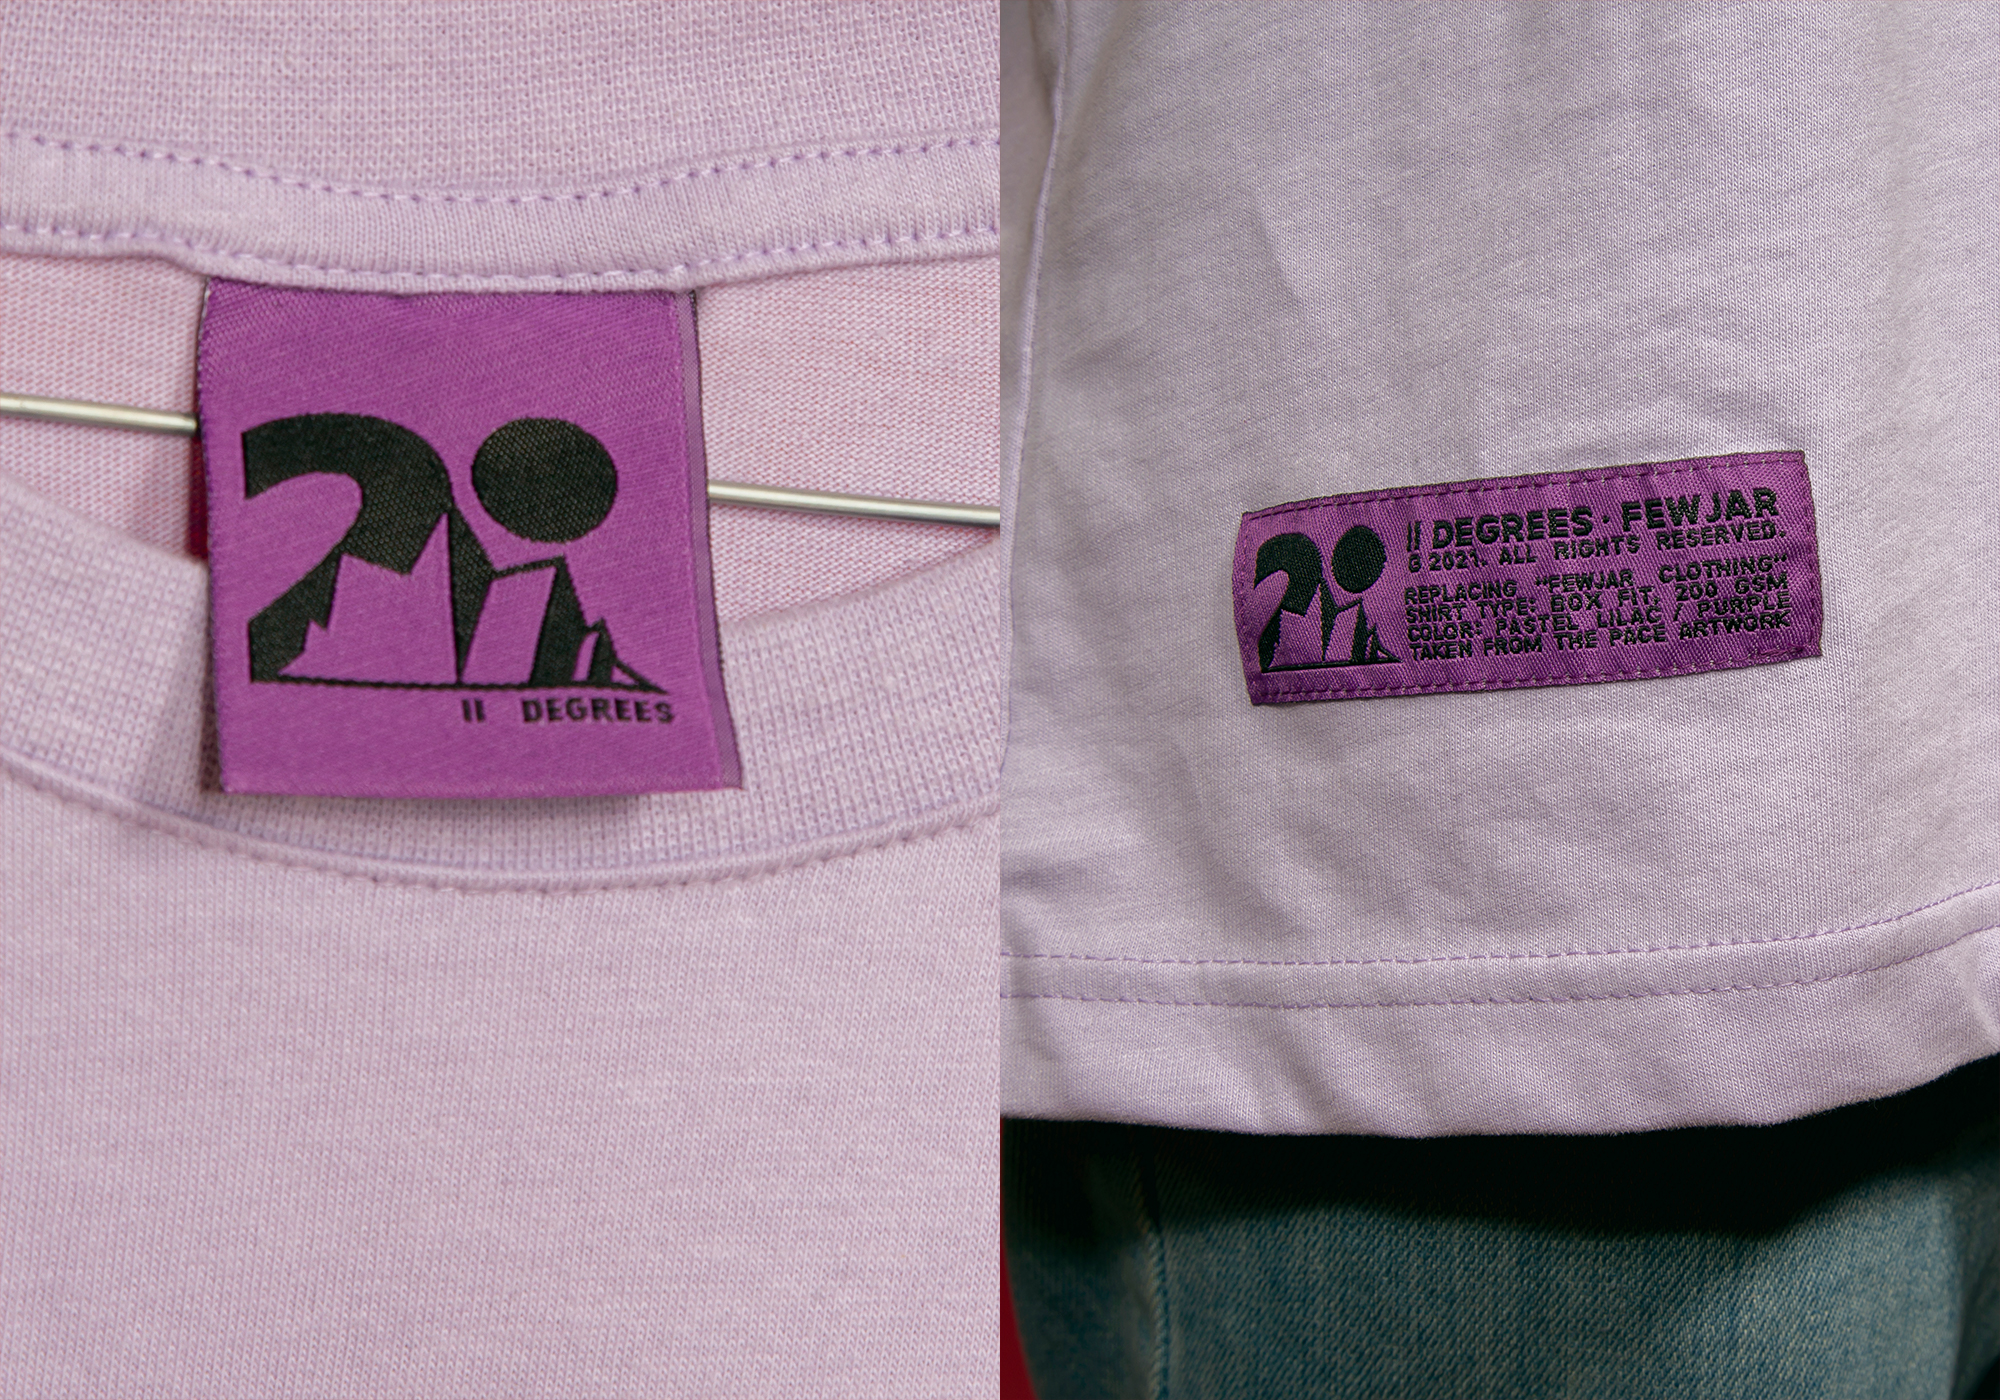 II DEGREES
II DEGREES · FEWJAR
© 2021. ALL RIGHTS RESERVED.
REPLACING "FEWJAR CLOTHING"
SHIRT TYPE: BOX FIT, 200 GSM
COLOR: PASTEL LILAC / PURPLE
TAKEN FROM THE PACE ARTWORK